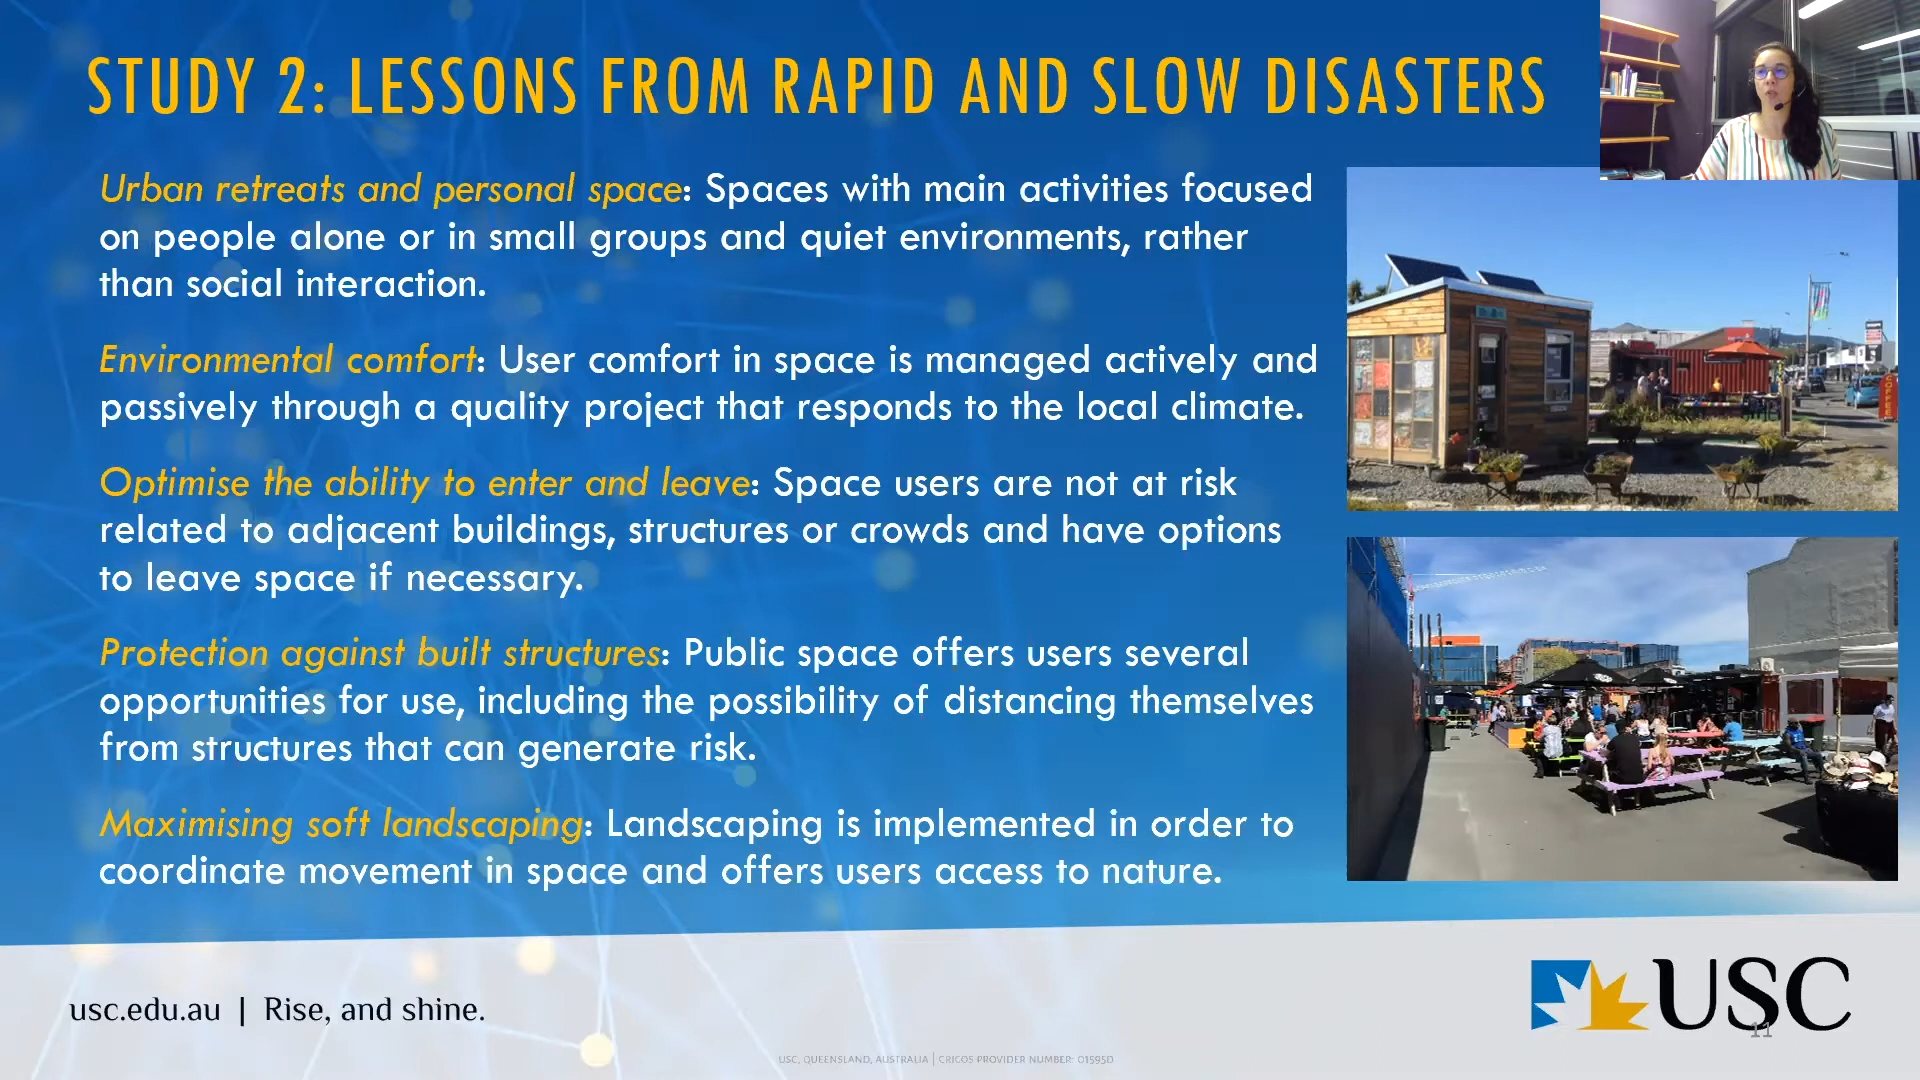 STUDY 2: LESSONS FROM RAPID AND SLOW DISASTERS
Urban retreats and personal space: Spaces with main activities focused
on people alone or in small groups and quiet environments, rather
than social interaction.
Environmental comfort: User comfort in space is managed actively and
passively through a quality project that responds to the local climate.
Optimise the ability to enter and leave: Space users are not at risk
related to adjacent buildings, structures or crowds and have options
to leave space if necessary.
Protection against built structures: Public space offers users several
opportunities for use, including the possibility of distancing themselves
from structures that can generate risk.
Maximising soft landscaping: Landscaping is implemented in order to
coordinate movement in space and offers users access to nature.
COFFEE
usc.edu.au | Rise, and shine.
USC
11
USC, QUEENSLAND, AUSTRALIA | CRICOS PROVIDER NUMBER: 01595D